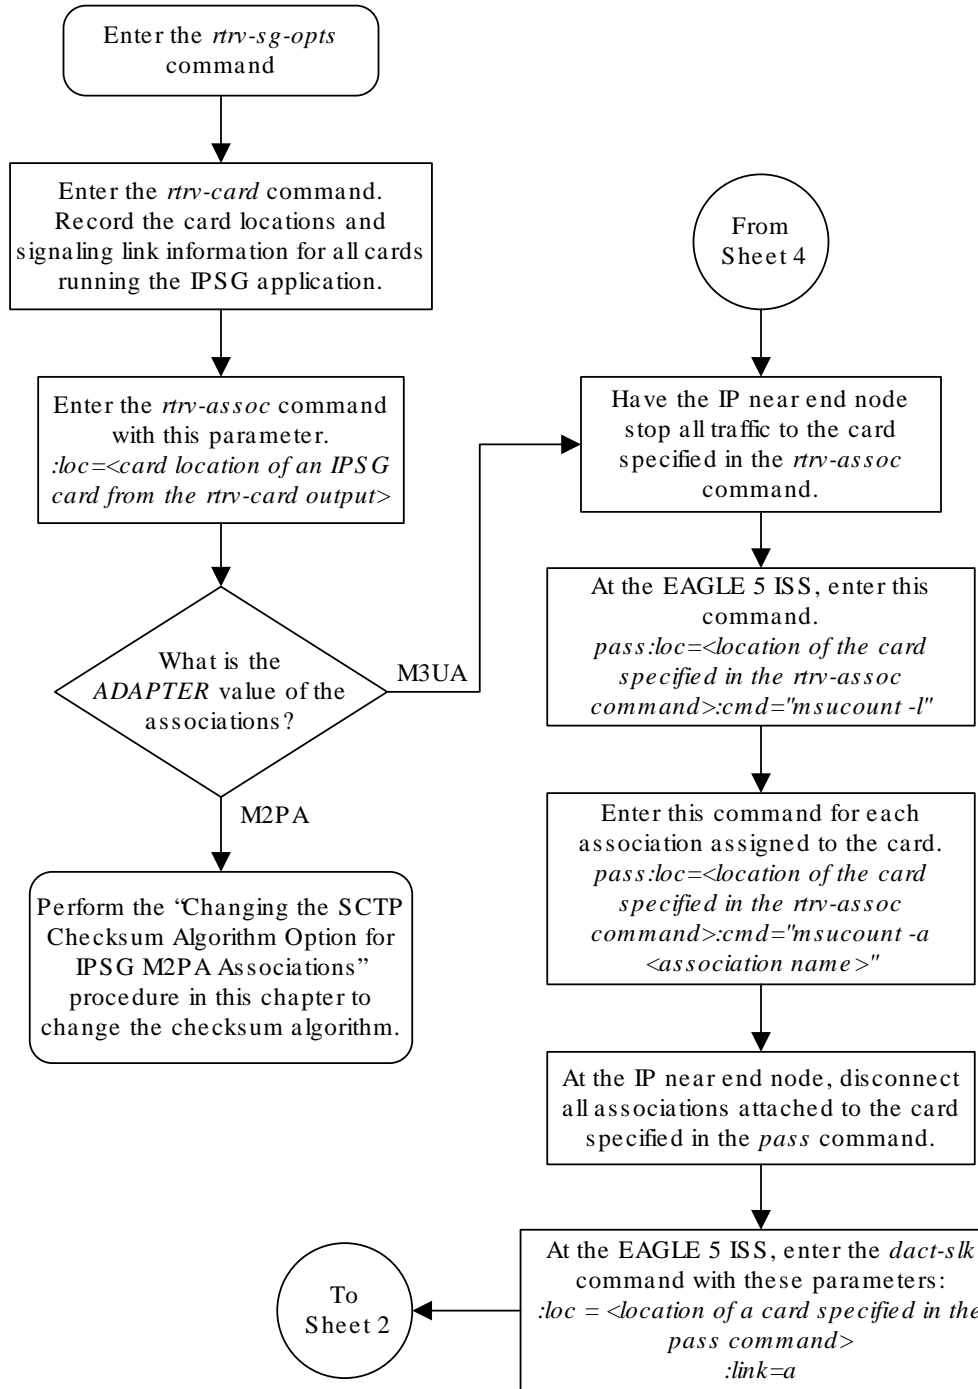 Enter the rtrv-sg-opts
command
Enter the rtrv-card command.
Record the card locations and
signaling link information for all cards
running the IPSG application.
Enter the rtrv-assoc command
with this parameter.
:loc=<card location of an IPSG
card from the rtrv-card output>
What is the
ADAPTER value of the
associations?
M3UA
M2PA
Perform the “Changing the SCTP
Checksum Algorithm Option for
IPSG M2PA Associations”
procedure in this chapter to
change the checksum algorithm.
From
Sheet 4
Have the IP near end node
stop all traffic to the card
specified in the rtrv-assoc
command.
At the EAGLE 5 ISS, enter this
command.
pass:loc=<location of the card
specified in the rtrv-assoc
command>:cmd="msucount -l"
Enter this command for each
association assigned to the card.
pass:loc=<location of the card
specified in the rtrv-assoc
command>:cmd="msucount -a
<association name>"
At the IP near end node, disconnect
all associations attached to the card
specified in the pass command.
At the EAGLE 5 ISS, enter the dact-slk
command with these parameters:
:loc = <location of a card specified in the
pass command>
:link=a
To
Sheet 2